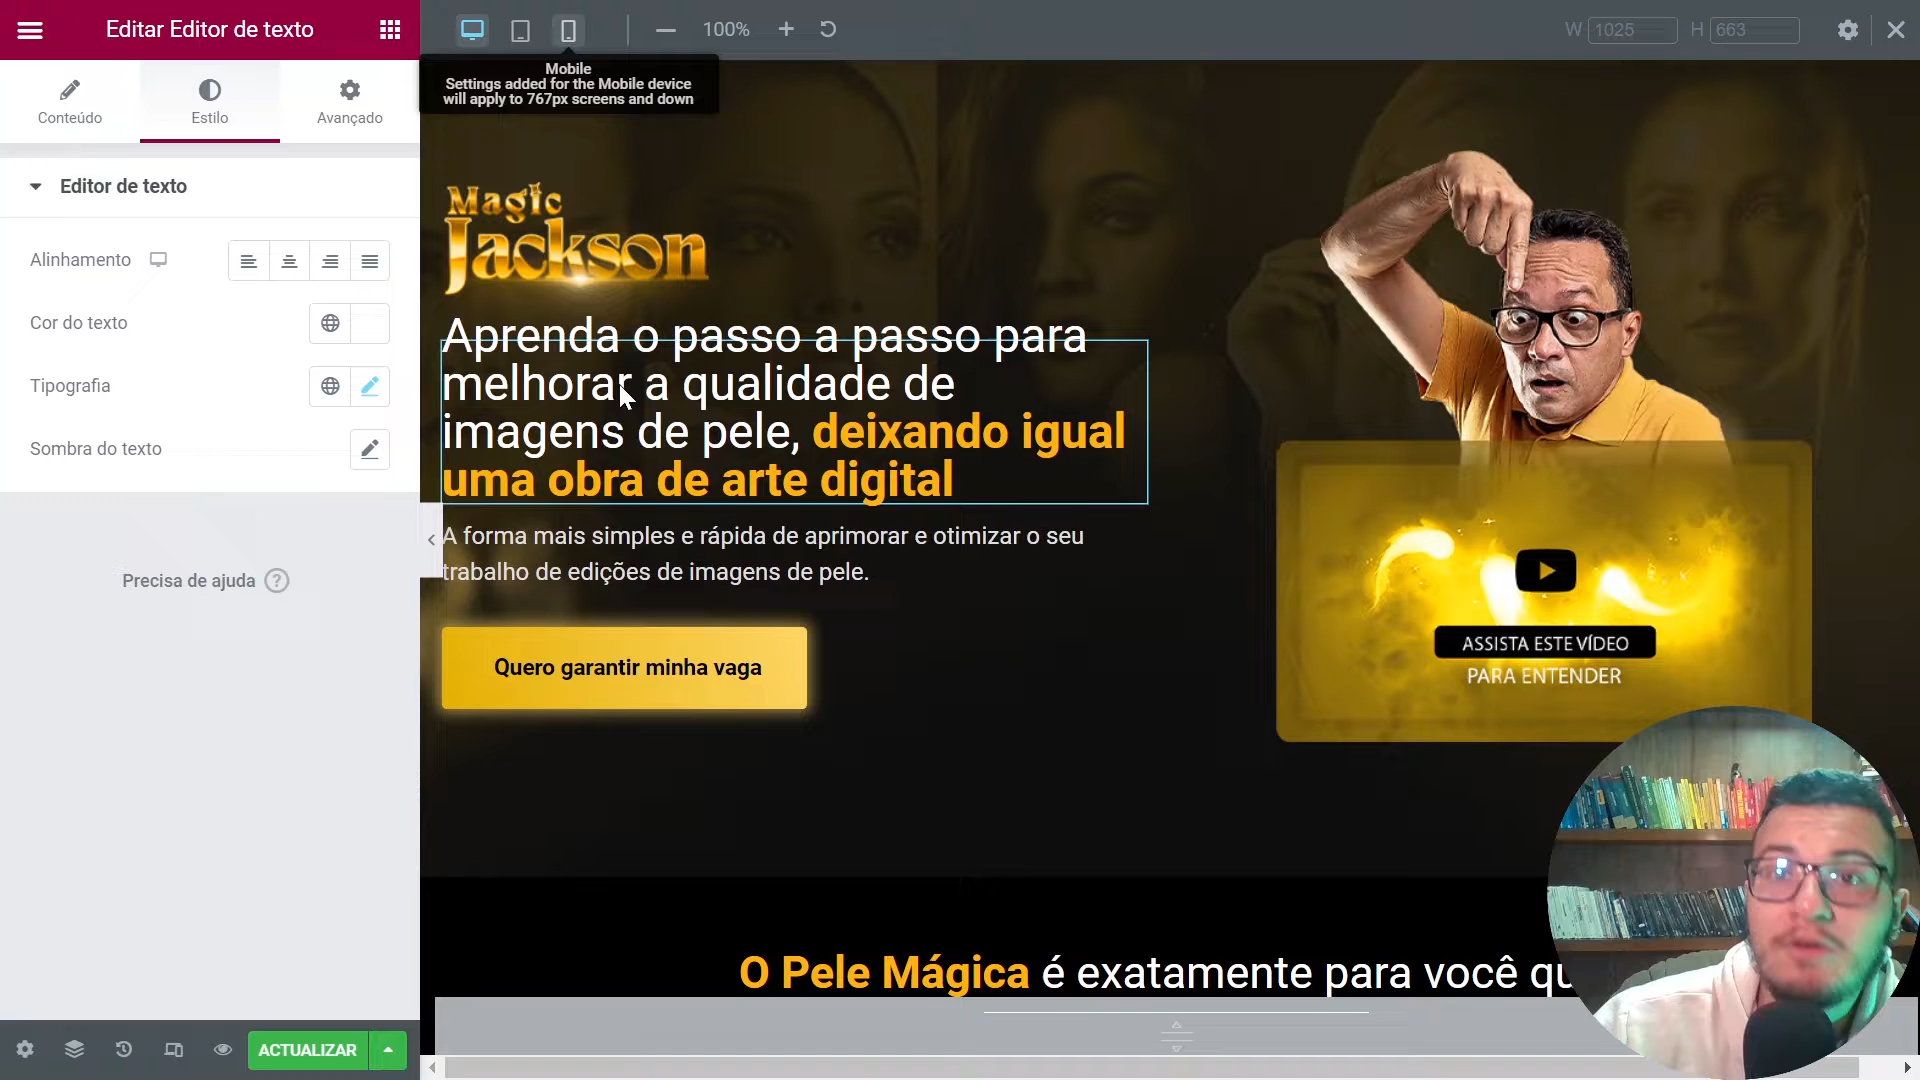 Editar Editor de texto
100%
W 1025 H 663
Mobile
Settings added for the Mobile device
will apply to 767px screens and down
Conteúdo
Estilo
Avançado
Editor de texto
Alinhamento
Cor do texto
Tipografia
Sombra do texto
Precisa de ajuda ?
ACTUALIZAR
Magic
Jackson
Aprenda o passo a passo para
melhorar a qualidade de
imagens de pele, deixando igual
uma obra de arte digital
A forma mais simples e rápida de aprimorar e otimizar o seu
trabalho de edições de imagens de pele.
Quero garantir minha vaga
ASSISTA ESTE VÍDEO
PARA ENTENDER
O Pele Mágica é exatamente para você qu